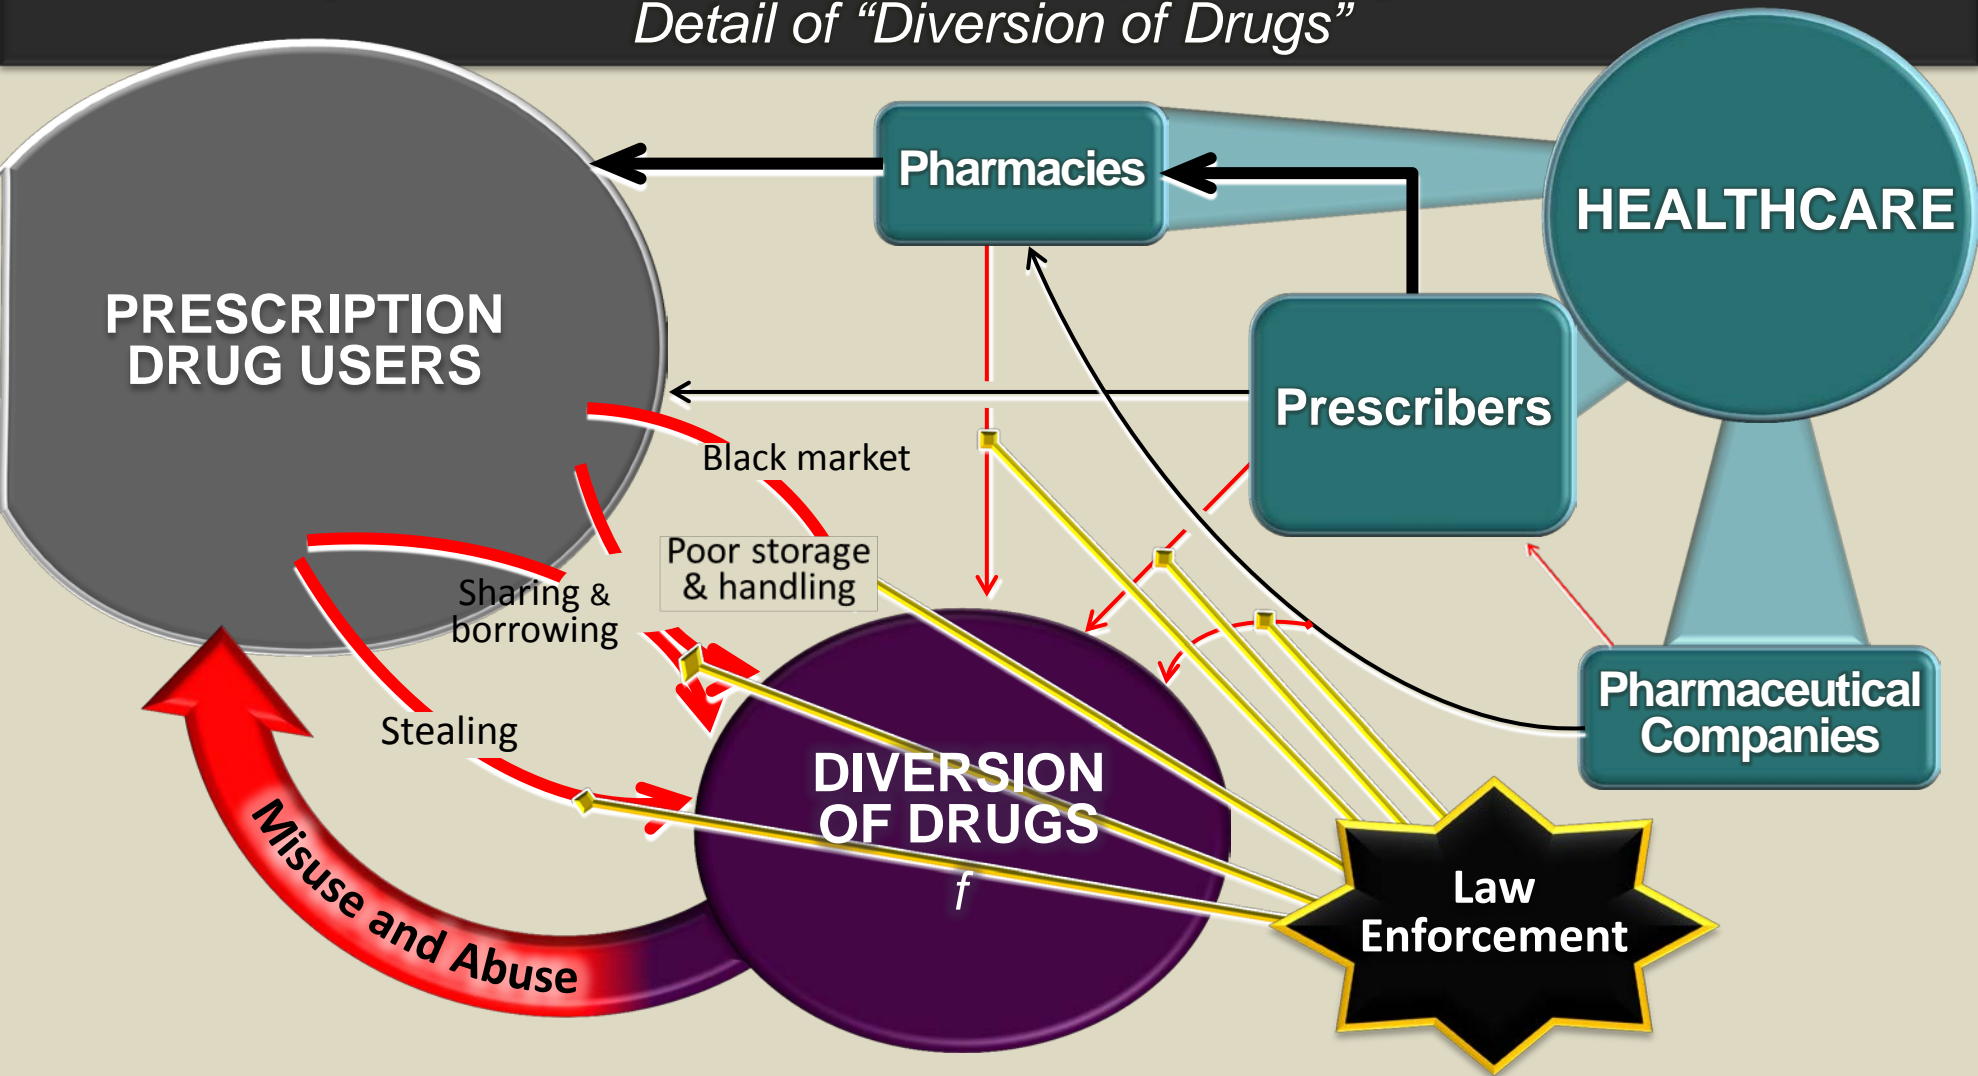 Detail of “Diversion of Drugs”
Pharmacies
HEALTHCARE
PRESCRIPTION
DRUG USERS
Prescribers
Black market
Poor storage
& handling
Sharing &
borrowing
Stealing
Pharmaceutical
Companies
DIVERSION
OF DRUGS
f
Law
Enforcement
Misuse and Abuse